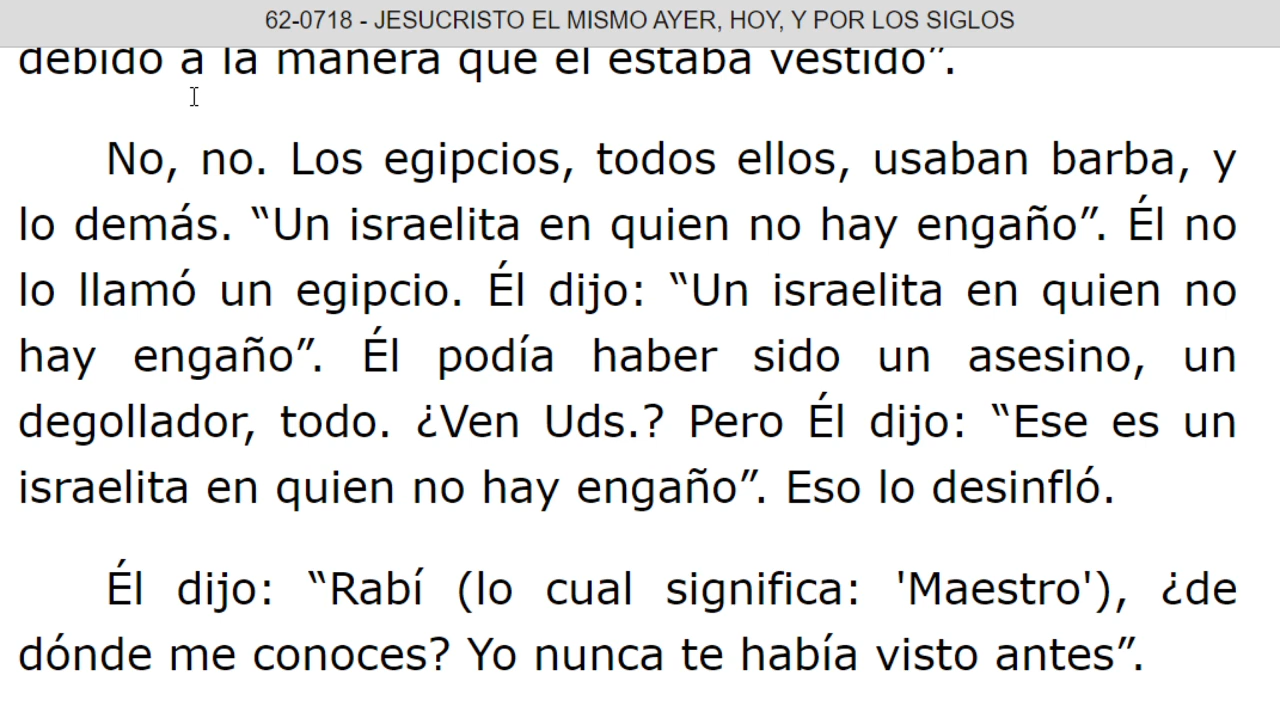 62-0718 - JESUCRISTO EL MISMO AYER, HOY, Y POR LOS SIGLOS
debido a la manera que él estaba vestido”.
No, no. Los egipcios, todos ellos, usaban barba, y
lo demás. “Un israelita en quien no hay engaño”. Él no
lo llamó un egipcio. Él dijo: “Un israelita en quien no
hay engaño”. Él podía haber sido un asesino, un
degollador, todo. ¿Ven Uds.? Pero Él dijo: “Ese es un
israelita en quien no hay engaño”. Eso lo desinfló.
Él dijo: “Rabí (lo cual significa: 'Maestro'), ¿de
dónde me conoces? Yo nunca te había visto antes”.